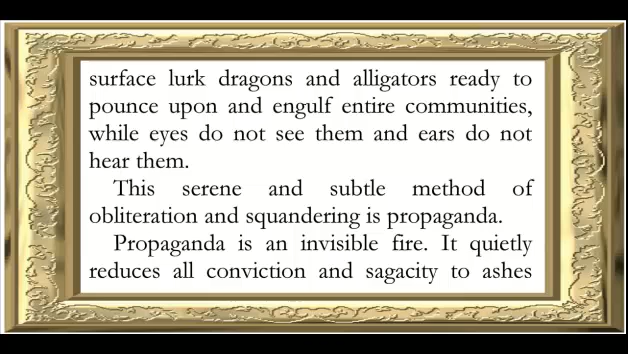 surface lurk dragons and alligators ready to
pounce upon and engulf entire communities,
while eyes do not see them and ears do not
hear them.
This serene and subtle method of
obliteration and squandering is propaganda.
Propaganda is an invisible fire. It quietly
reduces all conviction and sagacity to ashes